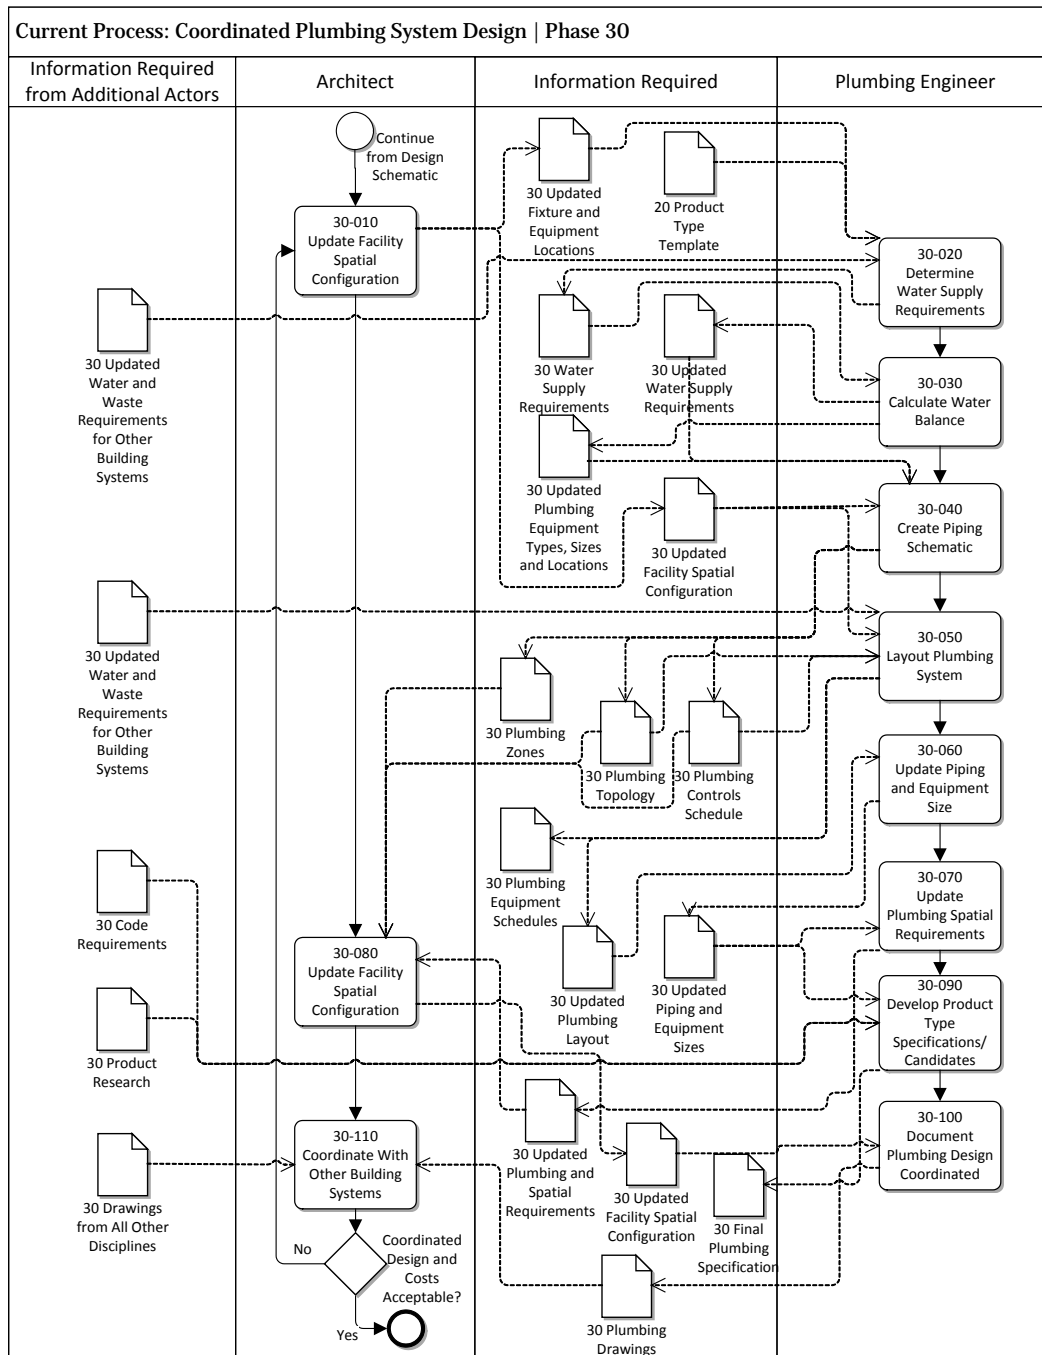 Current Process: Coordinated Plumbing System Design | Phase 30
Information Required
from Additional Actors
Architect
Information Required
Plumbing Engineer
Continue
from Design
Schematic
30-010
Update Facility
Spatial
Configuration
30 Updated
Fixture and
Equipment
Locations
20 Product
Type
Template
30-020
Determine
Water Supply
Requirements
30 Updated
Water and
Waste
Requirements
for Other
Building
Systems
30 Water
Supply
Requirements
30 Updated
Water Supply
Requirements
30-030
Calculate Water
Balance
30 Updated
Plumbing
Equipment
Types, Sizes
and Locations
30 Updated
Facility Spatial
Configuration
30-040
Create Piping
Schematic
30 Updated
Water and
Waste
Requirements
for Other
Building
Systems
30-050
Layout Plumbing
System
30 Plumbing
Zones
30 Plumbing
Topology
30 Plumbing
Controls
Schedule
30-060
Update Piping
and Equipment
Size
30 Code
Requirements
30 Plumbing
Equipment
Schedules
30-070
Update
Plumbing Spatial
Requirements
30-080
Update Facility
Spatial
Configuration
30 Updated
Plumbing
Layout
30 Updated
Piping and
Equipment
Sizes
30-090
Develop Product
Type
Specifications/
Candidates
30 Product
Research
30-100
Document
Plumbing Design
Coordinated
30-110
Coordinate With
Other Building
Systems
30 Updated
Plumbing and
Spatial
Requirements
30 Updated
Facility Spatial
Configuration
30 Final
Plumbing
Specification
30 Drawings
from All Other
Disciplines
No
Coordinated
Design and
Costs
Acceptable?
Yes
30 Plumbing
Drawings